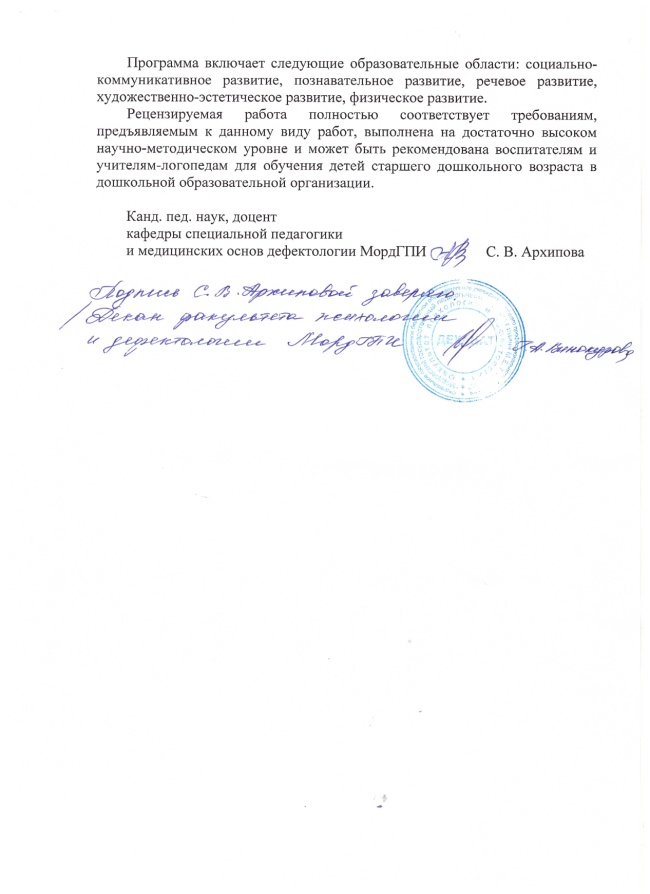 Программа включает следующие образовательные области: социально-
коммуникативное развитие, познавательное развитие, речевое развитие,
художественно-эстетическое развитие, физическое развитие.
Рецензируемая работа полностью соответствует требованиям,
предъявляемым к данному виду работ, выполнена на достаточно высоком
научно-методическом уровне и может быть рекомендована воспитателям и
учителям-логопедам для обучения детей старшего дошкольного возраста в
дошкольной образовательной организации.
Канд. пед. наук, доцент
кафедры специальной педагогики
и медицинских основ дефектологии МордГПИ С. В. Архипова
Подпись С. В. Архиповой заверяю
Декан факультета психологии
и дефектологии МордГПИ Винокурова
ДЕКАНАТ